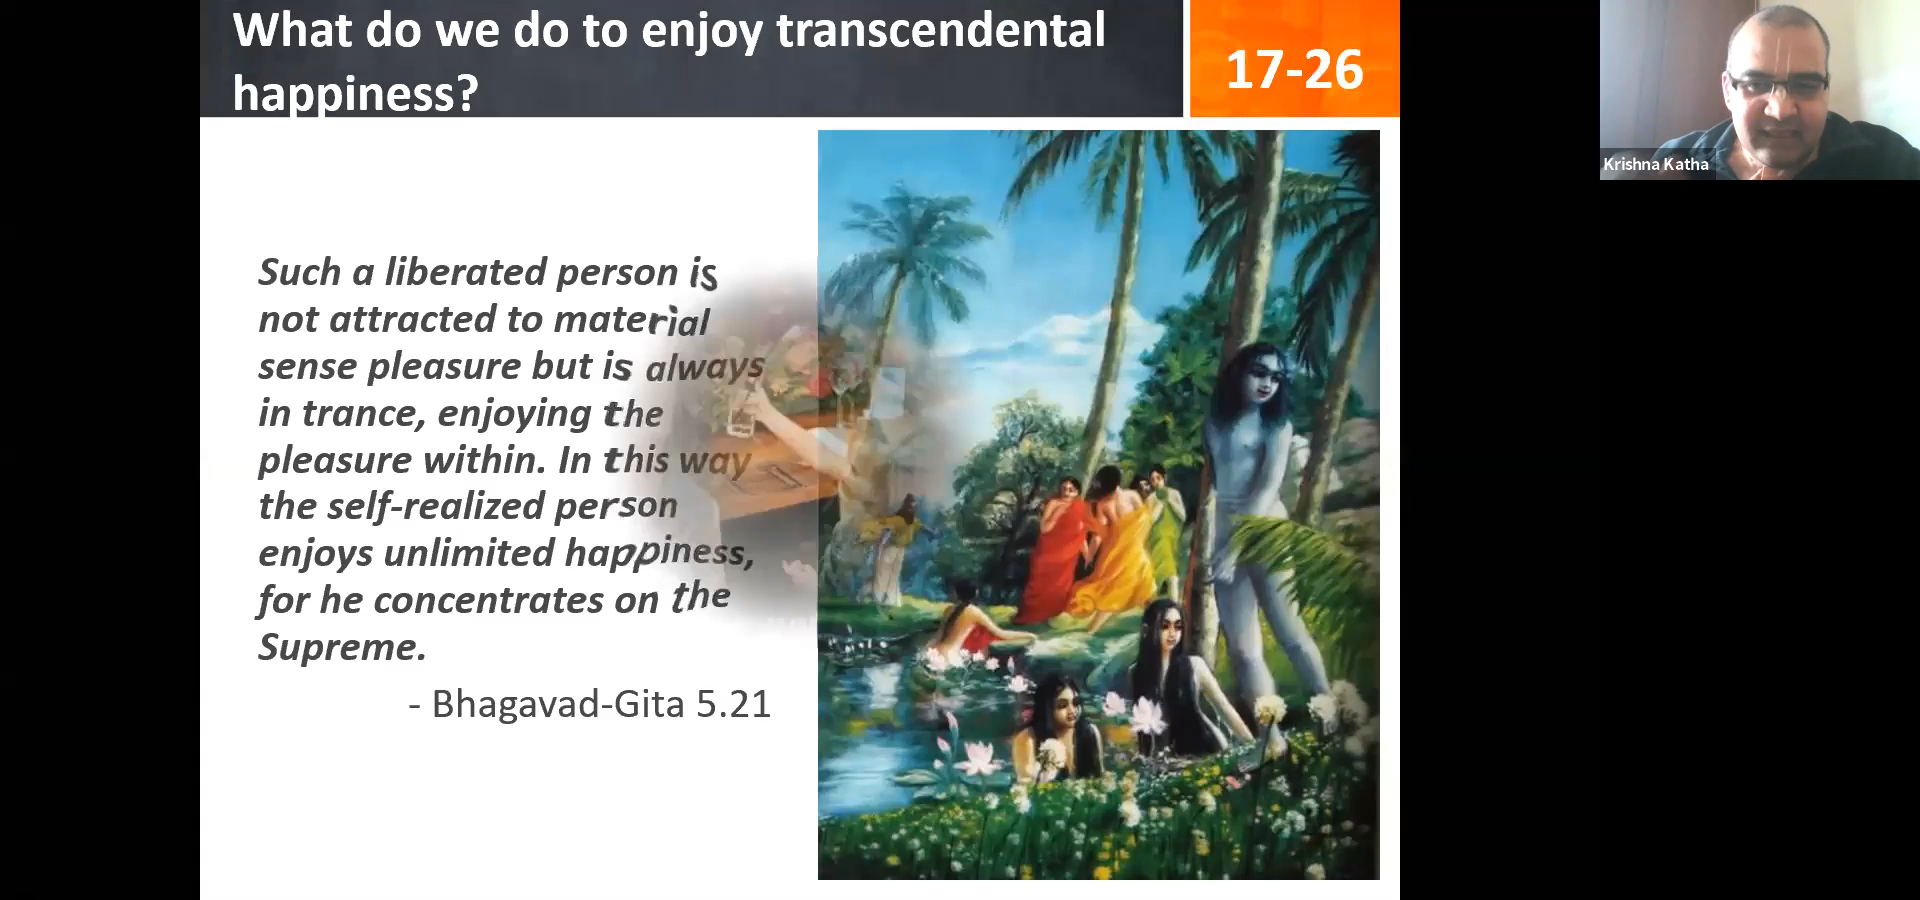 What do we do to enjoy transcendental
happiness?
17-26
Krishna Katha
Such a liberated person is
not attracted to material
sense pleasure but is always
in trance, enjoying the
pleasure within. In this way
the self-realized person
enjoys unlimited happiness,
for he concentrates on the
Supreme.
- Bhagavad-Gita 5.21